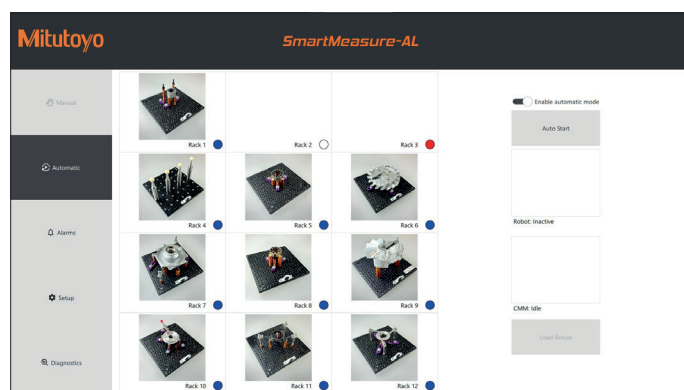 Mitutoyo
SmartMeasure-AL
Manual
Automatic
Alarms
Setup
Diagnostics
Rack 1
Rack 2
Rack 3
Rack 4
Rack 5
Rack 6
Rack 7
Rack 8
Rack 9
Rack 10
Rack 11
Rack 12
Enable automatic mode
Auto Start
Robot: Inactive
CMM: Idle
Load fixture